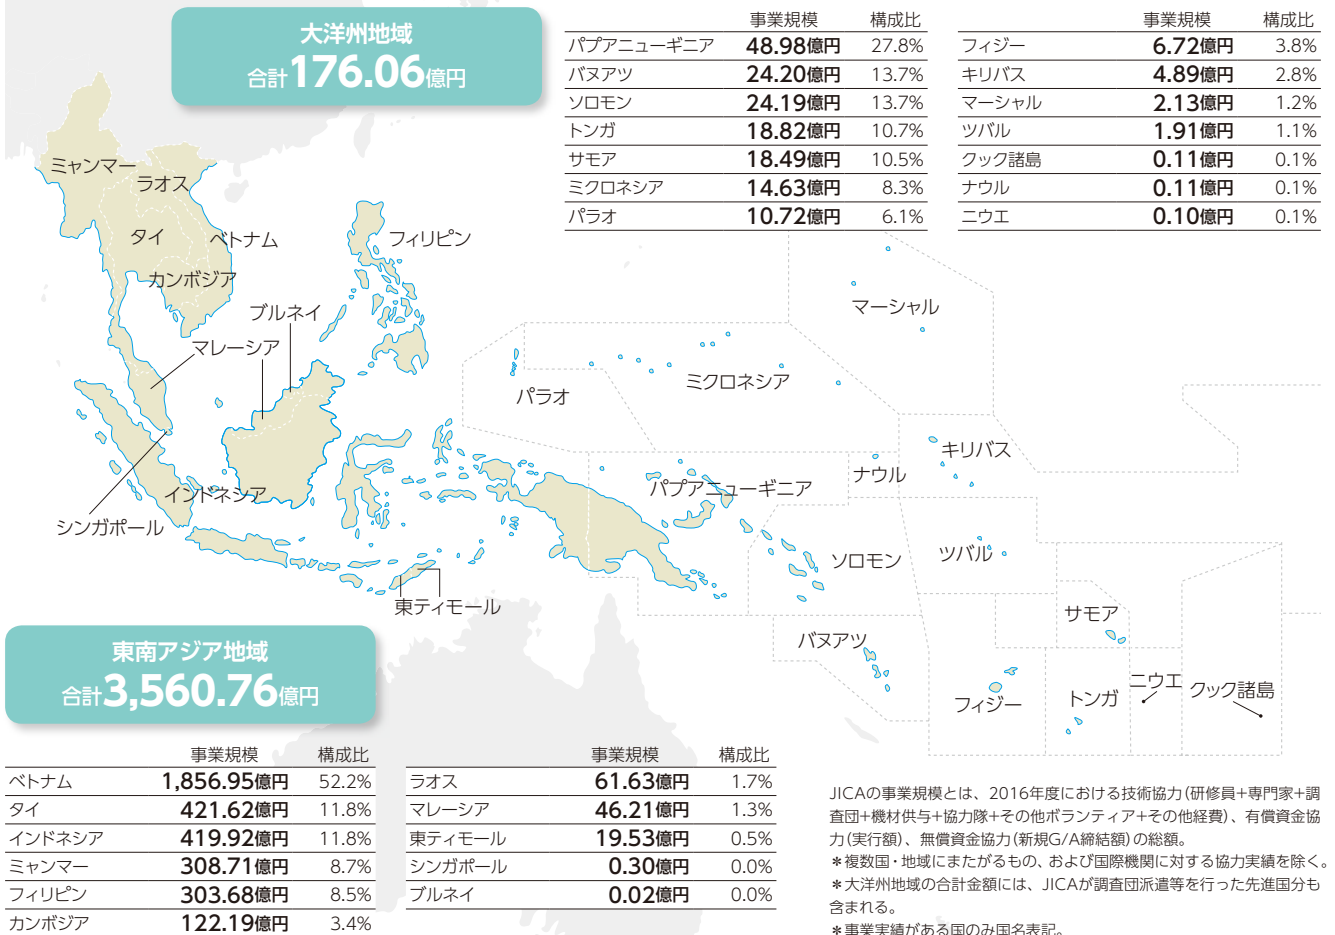 大洋州地域
合計176.06億円
事業規模 構成比
パプアニューギニア 48.98億円 27.8%
バヌアツ 24.20億円 13.7%
ソロモン 24.19億円 13.7%
トンガ 18.82億円 10.7%
サモア 18.49億円 10.5%
ミクロネシア 14.63億円 8.3%
パラオ 10.72億円 6.1%
事業規模 構成比
フィジー 6.72億円 3.8%
キリバス 4.89億円 2.8%
マーシャル 2.13億円 1.2%
ツバル 1.91億円 1.1%
クック諸島 0.11億円 0.1%
ナウル 0.11億円 0.1%
ニウエ 0.10億円 0.1%
ミャンマー
ラオス
タイ
ベトナム
カンボジア
フィリピン
ブルネイ
マレーシア
マーシャル
パラオ
ミクロネシア
キリバス
ナウル
パプアニューギニア
インドネシア
シンガポール
ソロモン
ツバル
東ティモール
サモア
バヌアツ
フィジー
トンガ
ニウエ
クック諸島
東南アジア地域
合計3,560.76億円
事業規模 構成比
ベトナム 1,856.95億円 52.2%
タイ 421.62億円 11.8%
インドネシア 419.92億円 11.8%
ミャンマー 308.71億円 8.7%
フィリピン 303.68億円 8.5%
カンボジア 122.19億円 3.4%
事業規模 構成比
ラオス 61.63億円 1.7%
マレーシア 46.21億円 1.3%
東ティモール 19.53億円 0.5%
シンガポール 0.30億円 0.0%
ブルネイ 0.02億円 0.0%
JICAの事業規模とは、2016年度における技術協力(研修員+専門家+調
査団+機材供与+協力隊+その他ボランティア+その他経費)、有償資金協
力(実行額)、無償資金協力(新規G/A締結額)の総額。
＊複数国・地域にまたがるもの、および国際機関に対する協力実績を除く。
＊大洋州地域の合計金額には、JICAが調査団派遣等を行った先進国分も
含まれる。
＊事業実績がある国のみ国名表記。